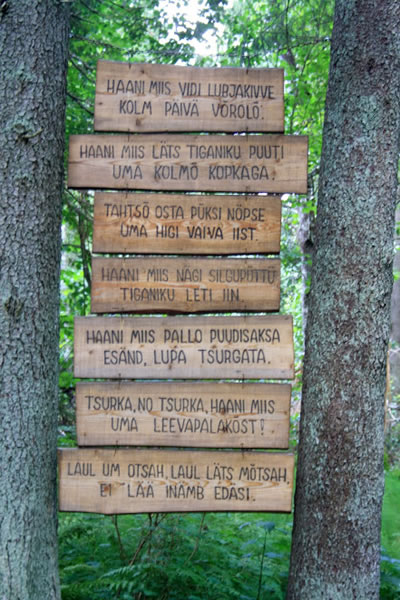 HAANI MIIS VIDI LUBJAKIVVE
KOLM PÄIVÄ VÕROLÕ.
HAANI MIIS LÄTS TIGANIKU PUUTI
UMA KOLMÕ KOPKAGA.
TAHTSÕ OSTA PÜKSI NÖPSE
UMA HIGI VAIVA IIST.
HAANI MIIS NÄGI SILGUPÜTTÜ
TIGANIKU LETI IIN.
HAANI MIIS PALLO PUUDISAKSA
ESÄND, LUPA TSURGATA.
TSURKA, NO TSURKA, HAANI MIIS
UMA LEEVAPALAKÕST!
LAUL UM OTSAH, LAUL LÄTS MÕTSAH,
EI LÄÄ INÄMB EDASI.